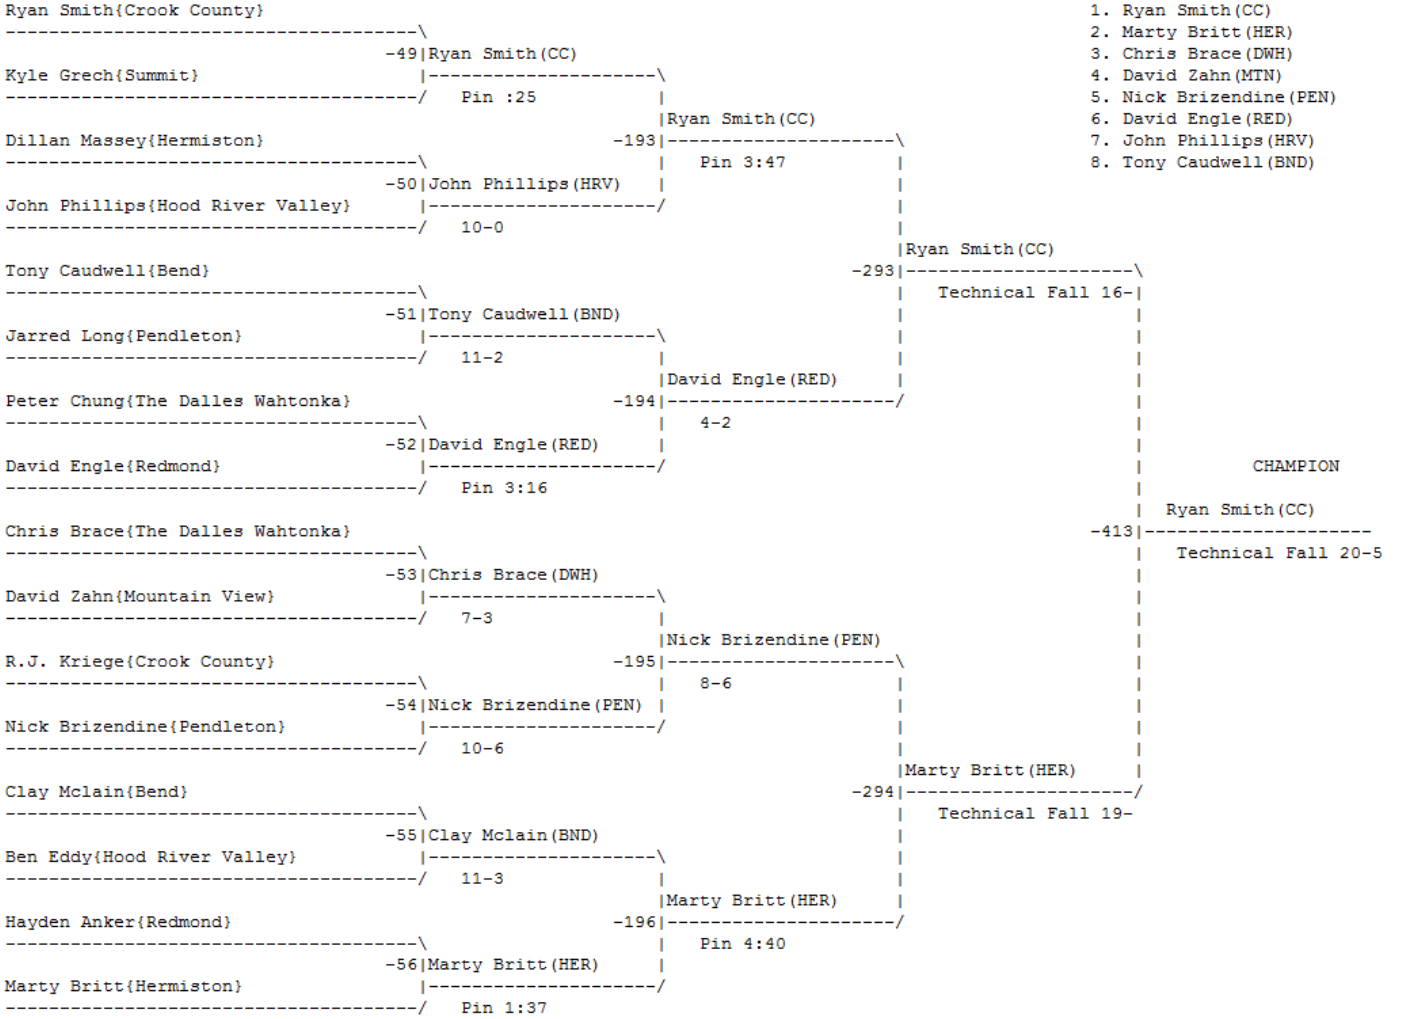 Ryan Smith{Crook County}    1. Ryan Smith(CC)
-------------------------------------\    2. Marty Britt(HER)
-49|Ryan Smith(CC)    3. Chris Brace(DWH)
Kyle Grech{Summit}    |---------------------\    4. David Zahn(MTN)
-------------------------------------/    Pin :25    |    5. Nick Brizendine(PEN)
|Ryan Smith(CC)    6. David Engle(RED)
Dillan Massey{Hermiston}    -193|---------------------\    7. John Phillips(HRV)
-------------------------------------\    |    Pin 3:47    |    8. Tony Caudwell(BND)
-50|John Phillips(HRV)    |    |
John Phillips{Hood River Valley}    |---------------------/    |
-------------------------------------/    10-0    |
|Ryan Smith(CC)
Tony Caudwell{Bend}    -293|---------------------\
-------------------------------------\    |    Technical Fall 16-|
-51|Tony Caudwell(BND)    |    |
Jarred Long{Pendleton}    |---------------------\    |    |
-------------------------------------/    11-2    |    |    |
|David Engle(RED)    |    |
Peter Chung{The Dalles Wahtonka}    -194|---------------------/    |
-------------------------------------\    |    4-2    |
-52|David Engle(RED)    |    |
David Engle{Redmond}    |---------------------/    |    CHAMPION
-------------------------------------/    Pin 3:16    |
|    Ryan Smith(CC)
Chris Brace{The Dalles Wahtonka}    -413|---------------------
-------------------------------------\    |    Technical Fall 20-5
-53|Chris Brace(DWH)    |
David Zahn{Mountain View}    |---------------------\    |
-------------------------------------/    7-3    |    |
|Nick Brizendine(PEN)    |
R.J. Kriege{Crook County}    -195|---------------------\    |
-------------------------------------\    |    8-6    |    |
-54|Nick Brizendine(PEN)    |    |    |
Nick Brizendine{Pendleton}    |---------------------/    |    |
-------------------------------------/    10-6    |    |
|Marty Britt(HER)    |
Clay Mclain{Bend}    -294|---------------------/
-------------------------------------\    |    Technical Fall 19-
-55|Clay Mclain(BND)    |
Ben Eddy{Hood River Valley}    |---------------------\    |
-------------------------------------/    11-3    |    |
|Marty Britt(HER)    |
Hayden Anker{Redmond}    -196|---------------------/
-------------------------------------\    |    Pin 4:40
-56|Marty Britt(HER)    |
Marty Britt{Hermiston}    |---------------------/
-------------------------------------/    Pin 1:37